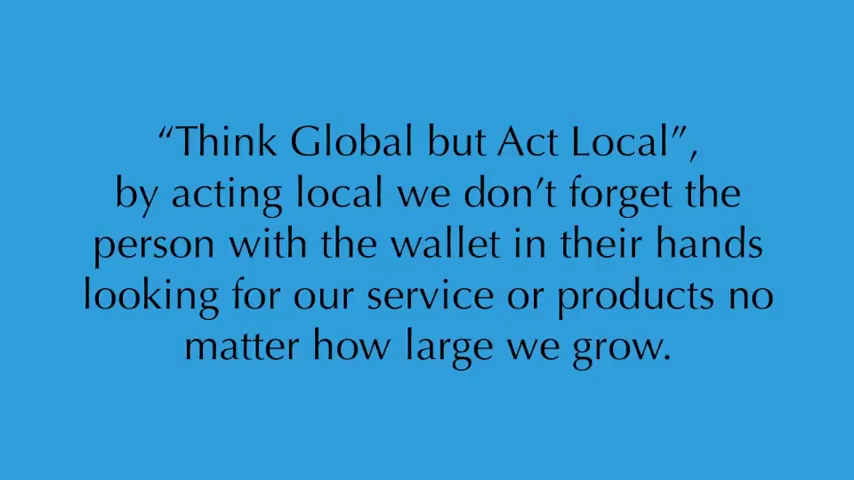 “Think Global but Act Local”,
by acting local we don’t forget the
person with the wallet in their hands
looking for our service or products no
matter how large we grow.